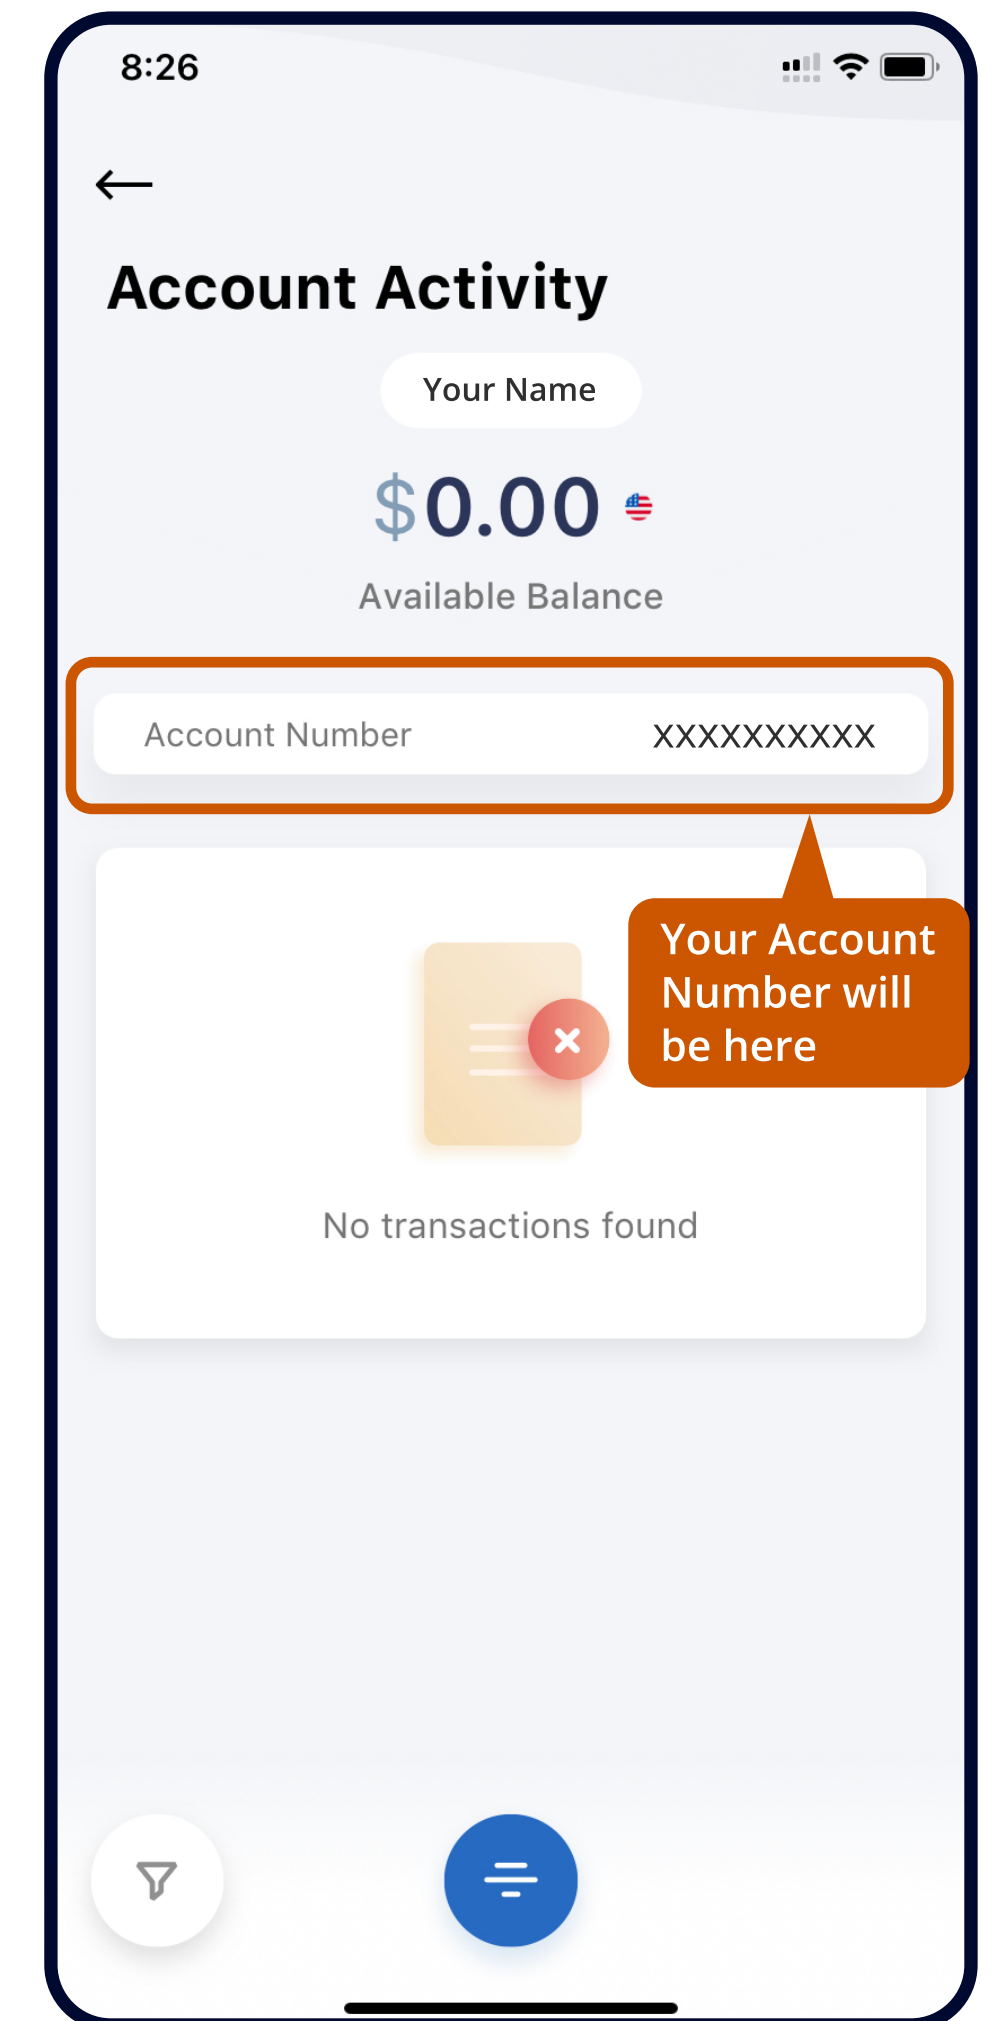 8:26
Account Activity
Your Name
$0.00
Available Balance
Account Number XXXXXXXXXX
Your Account
Number will
be here
No transactions found